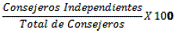 Consejeros Independientes
Total de Consejeros
X 100